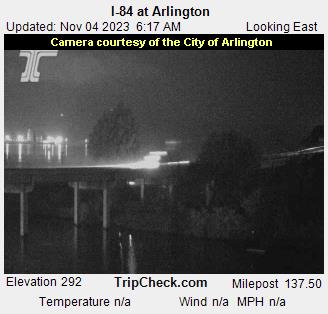 I-84 at Arlington
Updated: Nov 04 2023 6:17 AM Looking East
Camera courtesy of the City of Arlington
Elevation 292 TripCheck.com Milepost 137.50
Temperature n/a Wind n/a MPH n/a